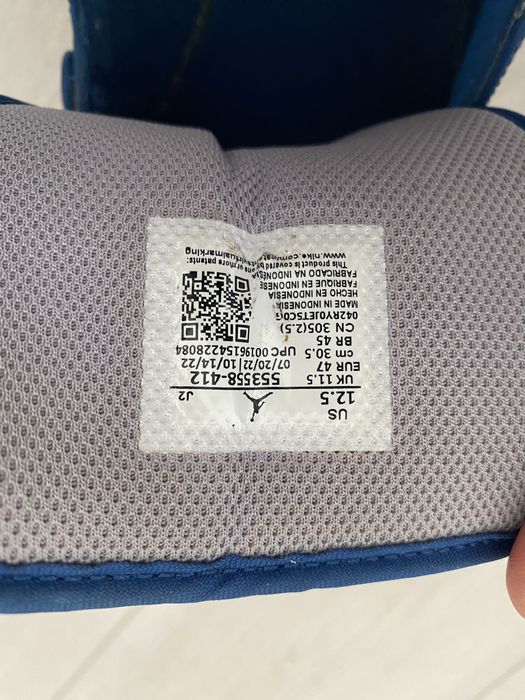 US
12.5
J2
UK 11.5
553558-412
EUR 47
07/20/22 | 10/14/22
cm 30.5
UPC 00196154228084
BR 45
CN 305(2.5)
042RYOJETSCDG
MADE IN INDONESIA
HECHO EN INDONESIA
FABRIQUE EN INDONESIE
FABRICADO NA INDONESIA
This product is covered by
one or more patents:
www.nike.com/
virtualmarking